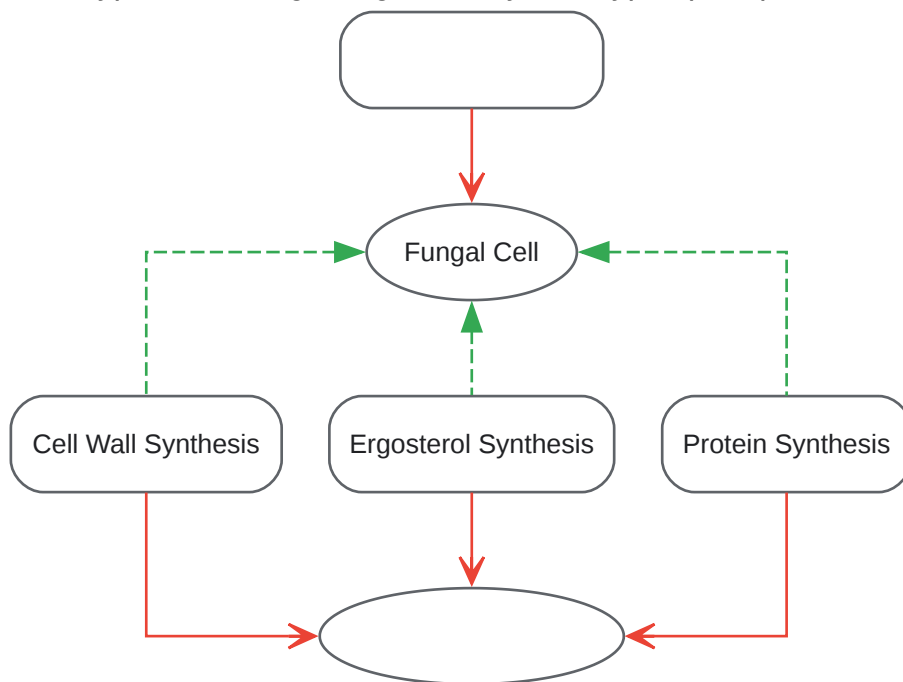 Fungal Cell
Cell Wall Synthesis
Ergosterol Synthesis
Protein Synthesis